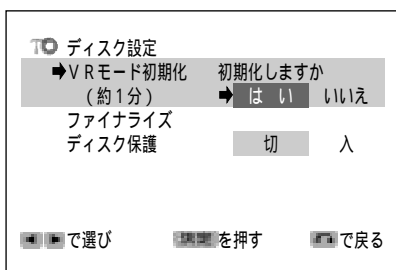 ディスク設定
➡VRモード初期化 初期化しますか
(約1分) ➡ はい いいえ
ファイナライズ
ディスク保護 切 入
で選び を押す で戻る